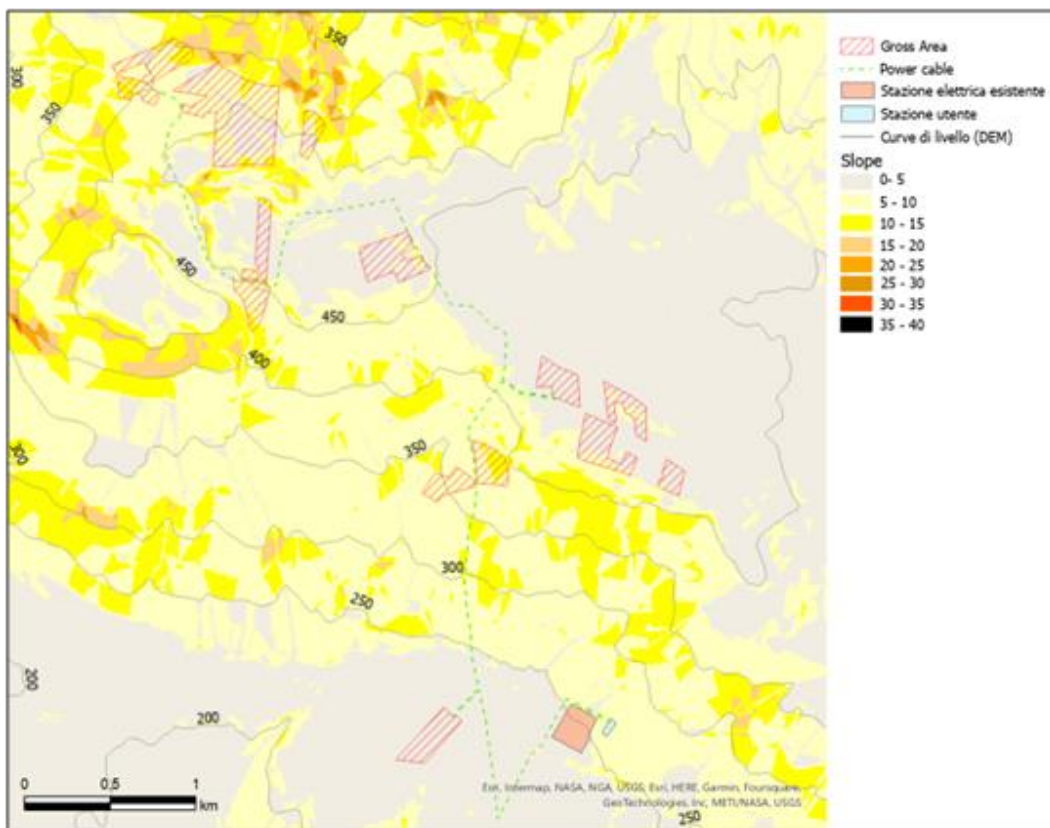 Gross Area
Power cable
Stazione elettrica esistente
Stazione utente
Curve di livello (DEM)
Slope
0- 5
5 - 10
10 - 15
15 - 20
20 - 25
25 - 30
30 - 35
35 - 40
350
300
350
450
450
400
350
300
300
250
200
200
250
0
0,5
1
km
Esri, Intermap, NASA, NGA, USGS, Esri, HERE, Garmin, Foursquare,
GeoTechnologies, Inc, METI/NASA, USGS